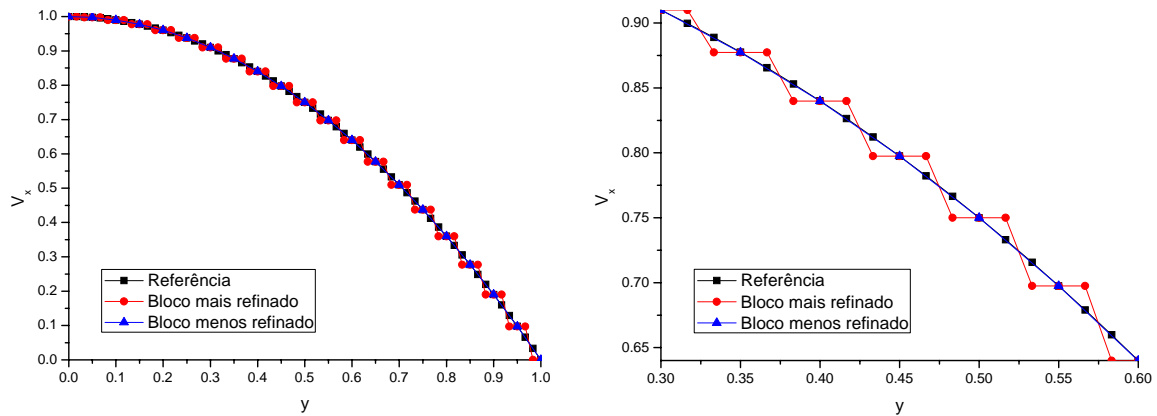 1.0
0.9
0.8
0.7
0.6
0.5
0.4
0.3
0.2
0.1
0.0
V_x
Referência
Bloco mais refinado
Bloco menos refinado
0.0 0.1 0.2 0.3 0.4 0.5 0.6 0.7 0.8 0.9 1.0
y
0.90
0.85
0.80
0.75
0.70
0.65
V_x
Referência
Bloco mais refinado
Bloco menos refinado
0.30 0.35 0.40 0.45 0.50 0.55 0.60
y